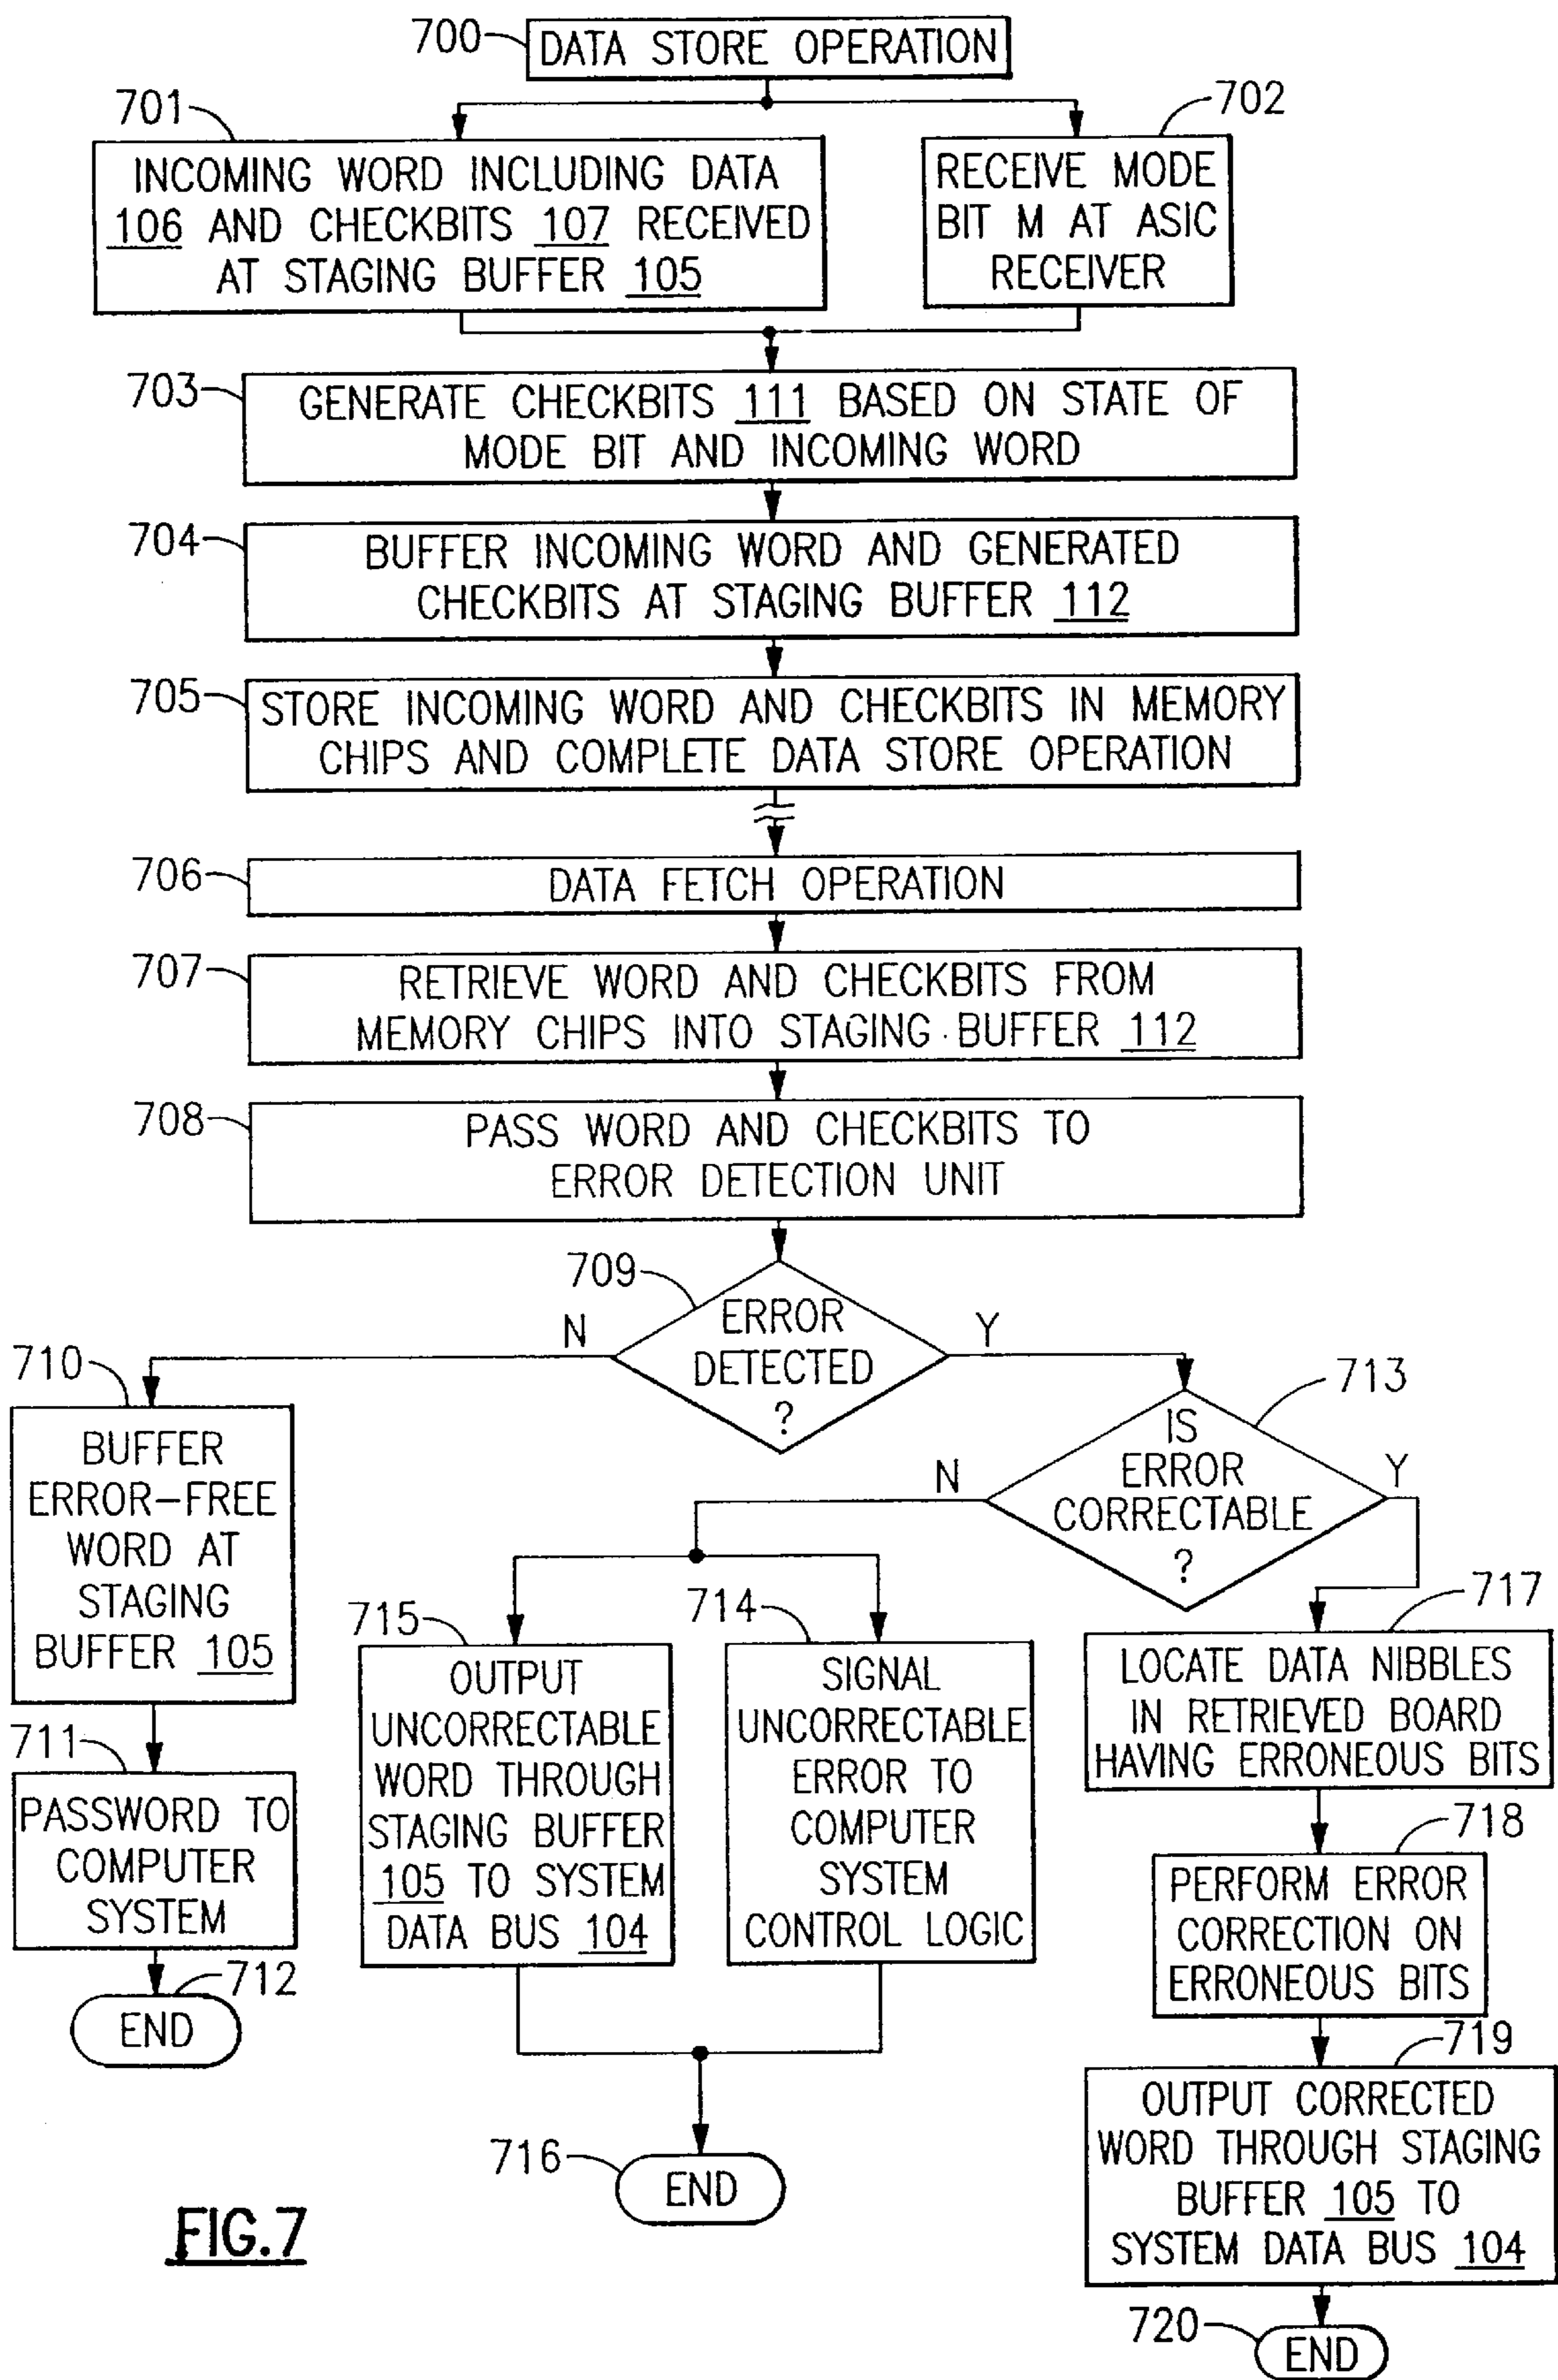 700
DATA STORE OPERATION
701
INCOMING WORD INCLUDING DATA
106 AND CHECKBITS 107 RECEIVED
AT STAGING BUFFER 105
702
RECEIVE MODE
BIT M AT ASIC
RECEIVER
703
GENERATE CHECKBITS 111 BASED ON STATE OF
MODE BIT AND INCOMING WORD
704
BUFFER INCOMING WORD AND GENERATED
CHECKBITS AT STAGING BUFFER 112
705
STORE INCOMING WORD AND CHECKBITS IN MEMORY
CHIPS AND COMPLETE DATA STORE OPERATION
706
DATA FETCH OPERATION
707
RETRIEVE WORD AND CHECKBITS FROM
MEMORY CHIPS INTO STAGING BUFFER 112
708
PASS WORD AND CHECKBITS TO
ERROR DETECTION UNIT
709
ERROR
DETECTED
?
N
Y
710
BUFFER
ERROR-FREE
WORD AT
STAGING
BUFFER 105
711
PASSWORD TO
COMPUTER
SYSTEM
712
END
713
IS
ERROR
CORRECTABLE
?
N
Y
715
OUTPUT
UNCORRECTABLE
WORD THROUGH
STAGING BUFFER
105 TO SYSTEM
DATA BUS 104
714
SIGNAL
UNCORRECTABLE
ERROR TO
COMPUTER
SYSTEM
CONTROL LOGIC
716
END
717
LOCATE DATA NIBBLES
IN RETRIEVED BOARD
HAVING ERRONEOUS BITS
718
PERFORM ERROR
CORRECTION ON
ERRONEOUS BITS
719
OUTPUT CORRECTED
WORD THROUGH STAGING
BUFFER 105 TO
SYSTEM DATA BUS 104
720
END
FIG.7